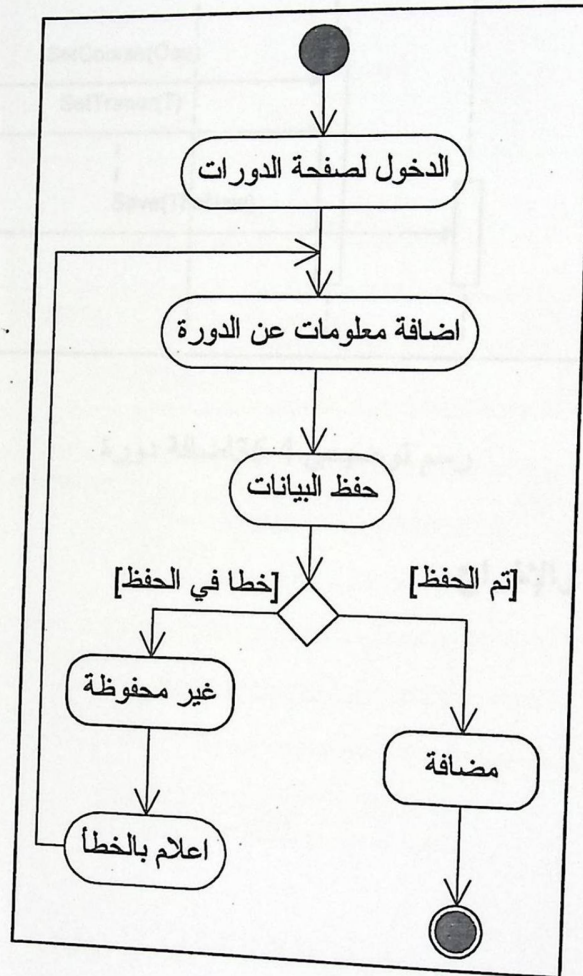 الدخول لصفحة الدورات
اضافة معلومات عن الدورة
حفظ البيانات
[تم الحفظ]
[خطا في الحفظ]
غير محفوظة
مضافة
اعلام بالخطأ